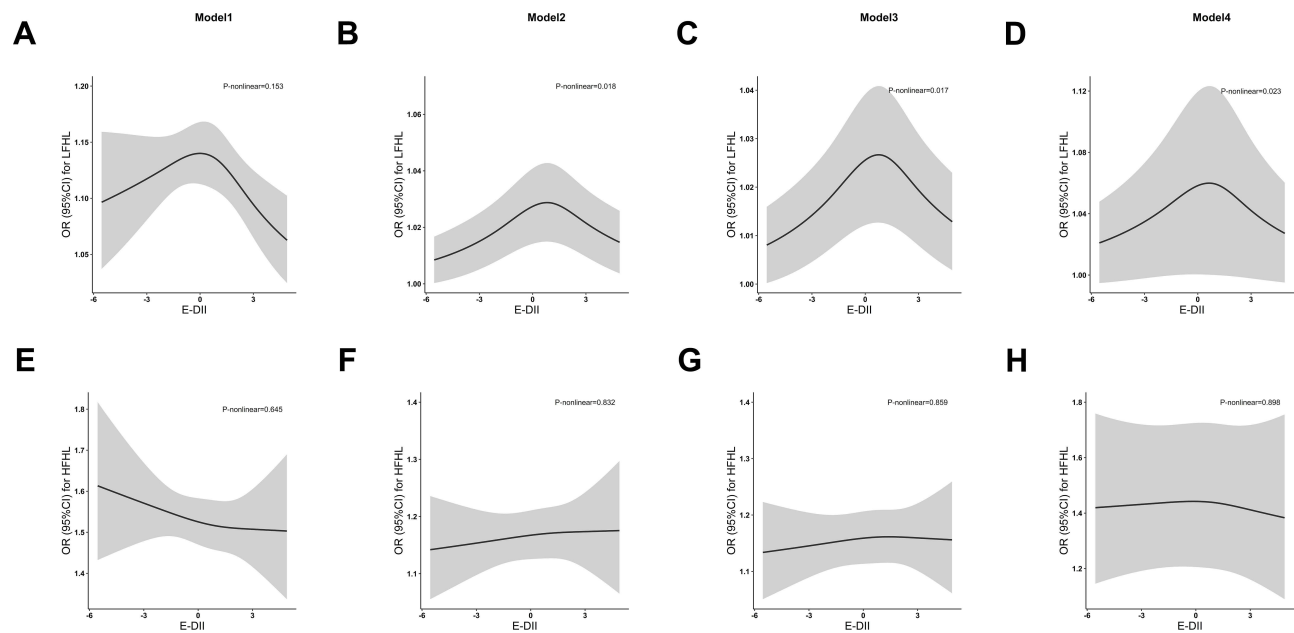 Model1
Model2
Model3
Model4
A
B
C
D
P-nonlinear=0.153
P-nonlinear=0.018
P-nonlinear=0.017
P-nonlinear=0.023
OR (95%CI) for LFHL
1.20
1.15
1.10
1.05
-6
-3
0
3
E-DII
OR (95%CI) for LFHL
1.06
1.04
1.02
1.00
-6
-3
0
3
E-DII
OR (95%CI) for LFHL
1.04
1.03
1.02
1.01
1.00
-6
-3
0
3
E-DII
OR (95%CI) for LFHL
1.12
1.08
1.04
1.00
-6
-3
0
3
E-DII
E
F
G
H
P-nonlinear=0.645
P-nonlinear=0.832
P-nonlinear=0.859
P-nonlinear=0.898
OR (95%CI) for HFHL
1.8
1.7
1.6
1.5
1.4
-6
-3
0
3
E-DII
OR (95%CI) for HFHL
1.4
1.3
1.2
1.1
-6
-3
0
3
E-DII
OR (95%CI) for HFHL
1.4
1.3
1.2
1.1
-6
-3
0
3
E-DII
OR (95%CI) for HFHL
1.8
1.6
1.4
1.2
-6
-3
0
3
E-DII